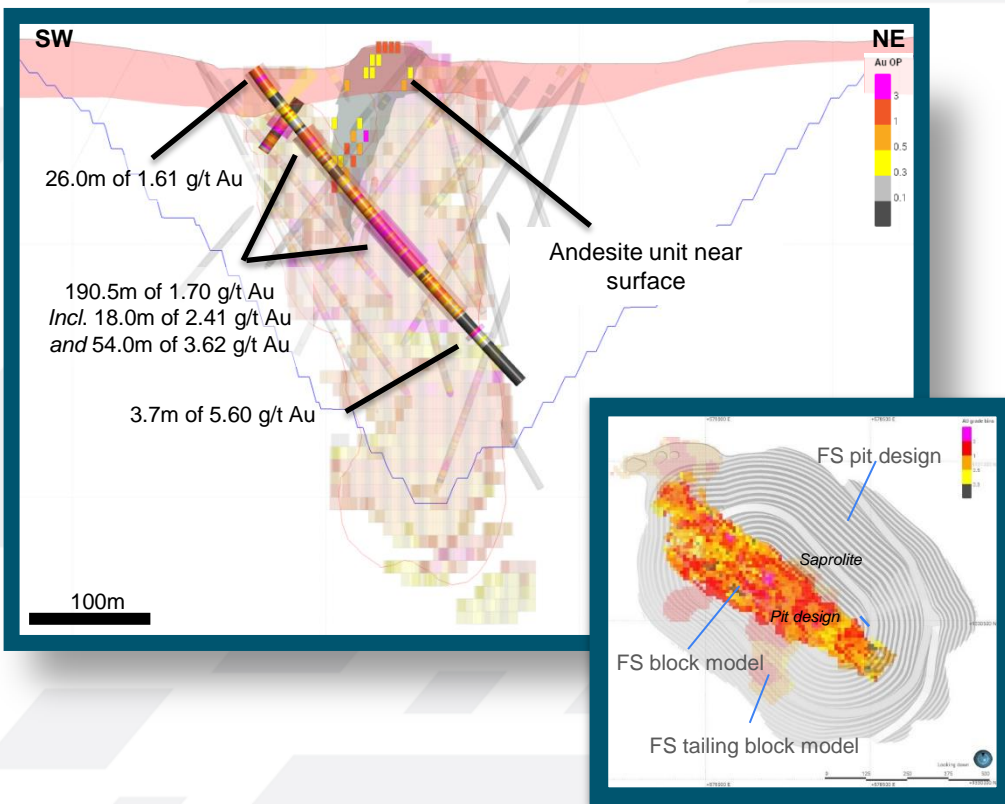 SW
NE
Au OP
3
1
0.5
0.3
0.1
26.0m of 1.61 g/t Au
Andesite unit near
surface
190.5m of 1.70 g/t Au
Incl. 18.0m of 2.41 g/t Au
and 54.0m of 3.62 g/t Au
3.7m of 5.60 g/t Au
100m
FS pit design
Saprolite
Pit design
FS block model
FS tailing block model
Looking down